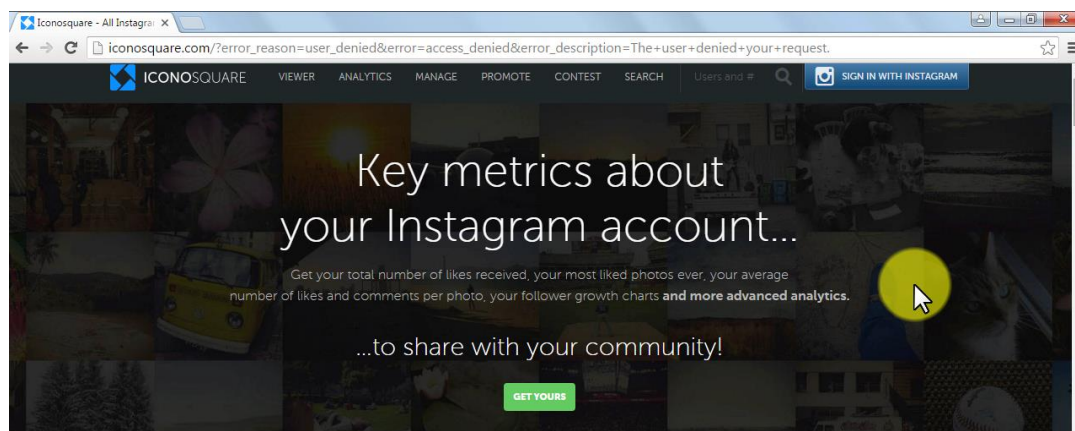 Iconosquare - All Instagra
iconosquare.com/?error_reason=user_denied&error=access_denied&error_description=The+user+denied+your+request.
ICONOSQUARE VIEWER ANALYTICS MANAGE PROMOTE CONTEST SEARCH Users and # SIGN IN WITH INSTAGRAM
Key metrics about
your Instagram account...
Get your total number of likes received, your most liked photos ever, your average
number of likes and comments per photo, your follower growth charts and more advanced analytics.
...to share with your community!
GET YOURS